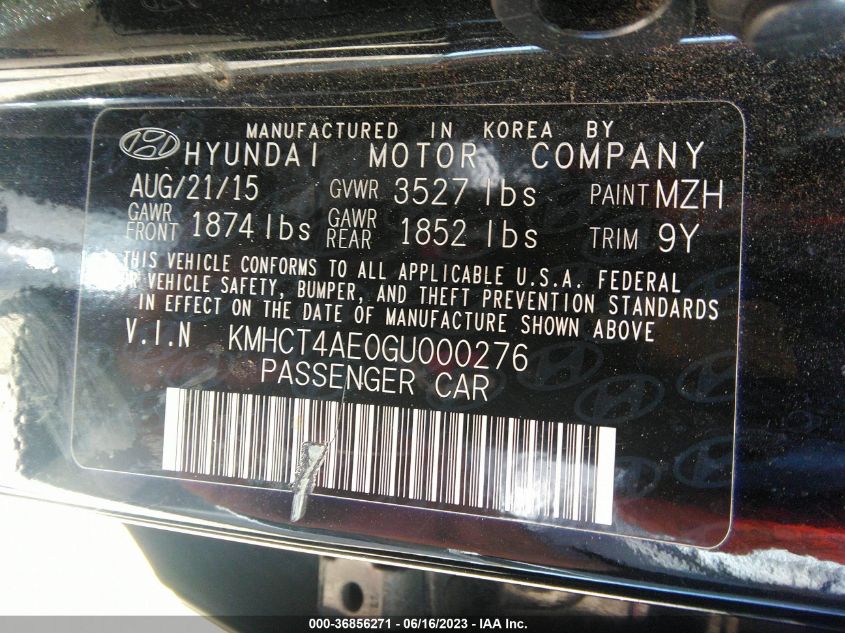 MANUFACTURED IN KOREA BY
HYUNDAI MOTOR COMPANY
AUG/21/15 GVWR 3527 lbs PAINT MZH
GAWR FRONT 1874 lbs GAWR REAR 1852 lbs TRIM 9Y
THIS VEHICLE CONFORMS TO ALL APPLICABLE U.S.A. FEDERAL
OR VEHICLE SAFETY, BUMPER, AND THEFT PREVENTION STANDARDS
IN EFFECT ON THE DATE OF MANUFACTURE SHOWN ABOVE
V.I.N KMHCT4AE0GU000276
PASSENGER CAR
000-36856271 - 06/16/2023 - IAA Inc.